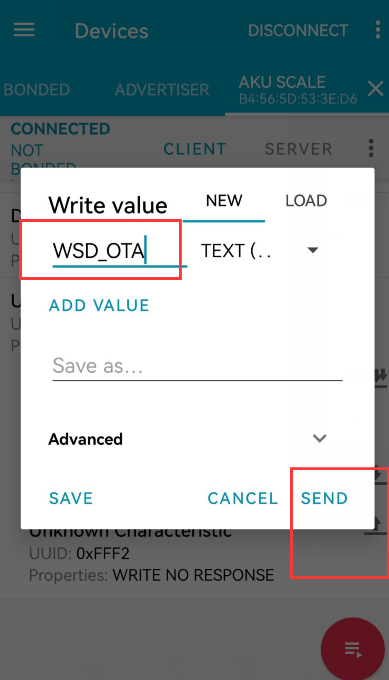 Devices
DISCONNECT
BONDED
ADVERTISER
AKU SCALE
B4:56:5D:53:3E:D6
CONNECTED
NOT
BONDED
CLIENT
SERVER
Write value
NEW
LOAD
WSD_OTA
TEXT (..
ADD VALUE
Save as...
Advanced
SAVE
CANCEL
SEND
Unknown Characteristic
UUID: 0xFFF2
Properties: WRITE NO RESPONSE